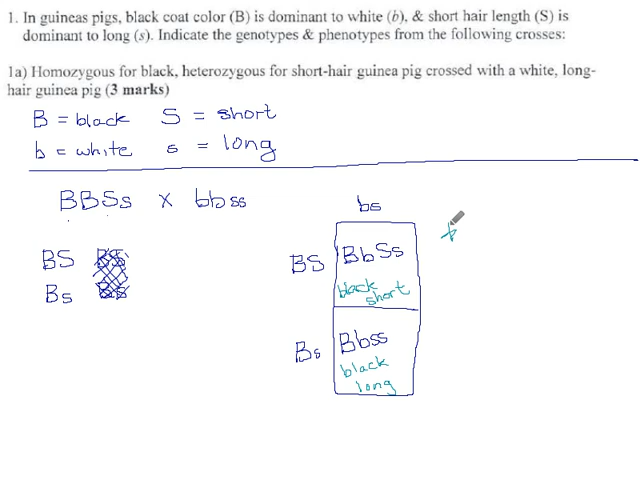 1. In guineas pigs, black coat color (B) is dominant to white (b), & short hair length (S) is
dominant to long (s). Indicate the genotypes & phenotypes from the following crosses:
1a) Homozygous for black, heterozygous for short-hair guinea pig crossed with a white, long-
hair guinea pig (3 marks)
B = black S = short
b = white s = long
BBSs x bbss
bs
BS BS BS BbSs
black
short
Bs Bs Bs Bbss
black
long